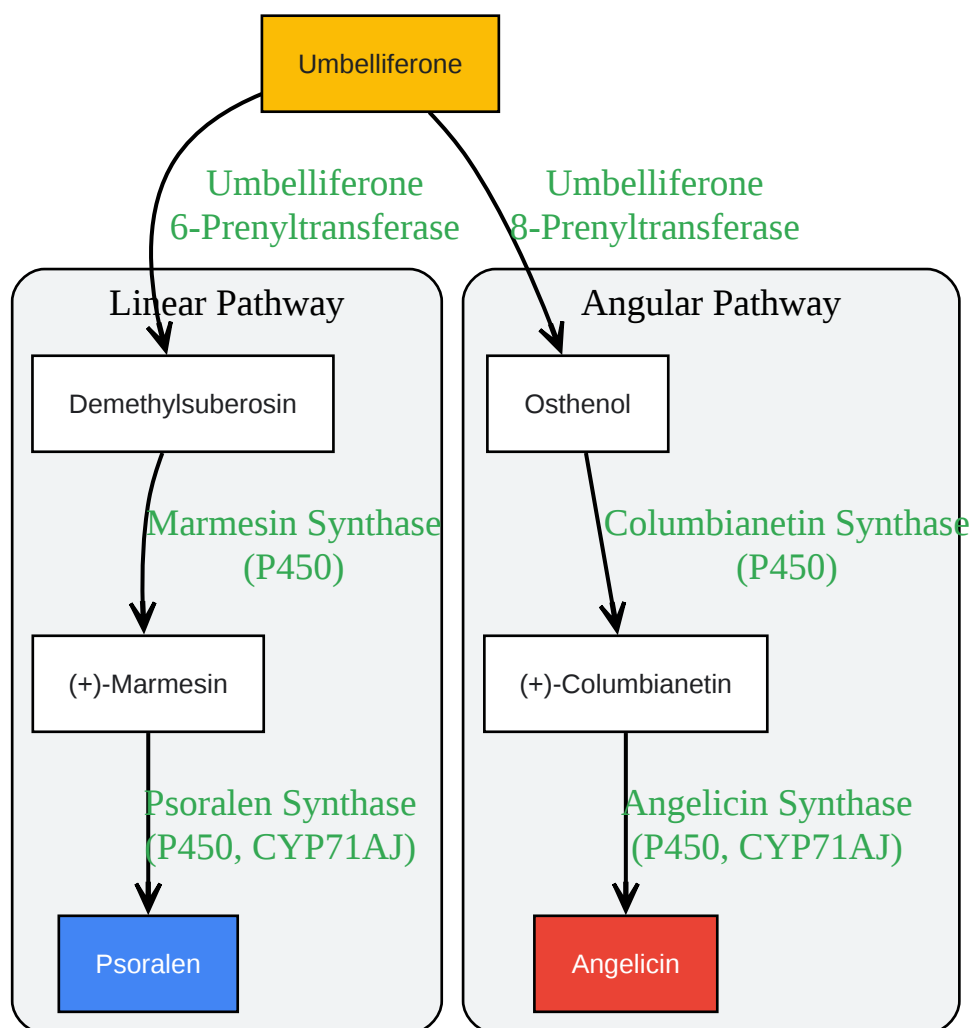 Umbelliferone
Umbelliferone
6-Prenyltransferase
Umbelliferone
8-Prenyltransferase
Linear Pathway
Angular Pathway
Demethylsuberosin
Osthenol
Marmesin Synthase
(P450)
Columbianetin Synthase
(P450)
(+)-Marmesin
(+)-Columbianetin
Psoralen Synthase
(P450, CYP71AJ)
Angelicin Synthase
(P450, CYP71AJ)
Psoralen
Angelicin